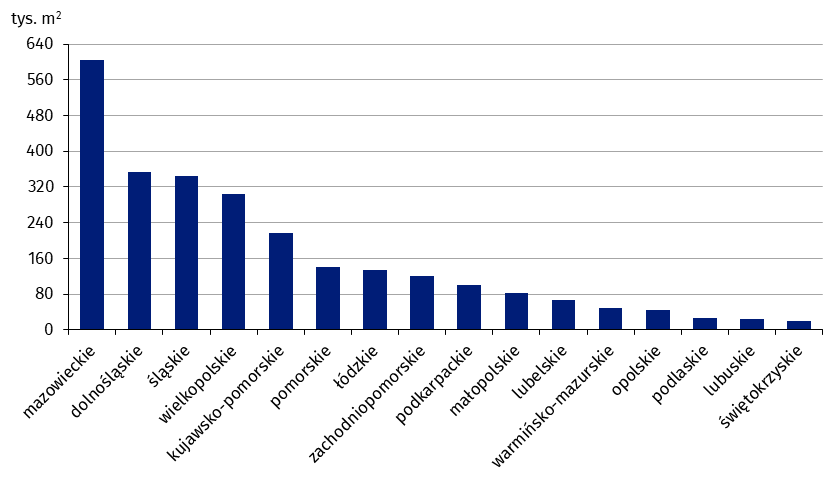 tys. m²
640
560
480
400
320
240
160
80
0
mazowieckie
dolnośląskie
śląskie
wielkopolskie
kujawsko-pomorskie
pomorskie
łódzkie
zachodniopomorskie
podkarpackie
małopolskie
lubelskie
warmińsko-mazurskie
opolskie
podlaskie
lubuskie
świętokrzyskie